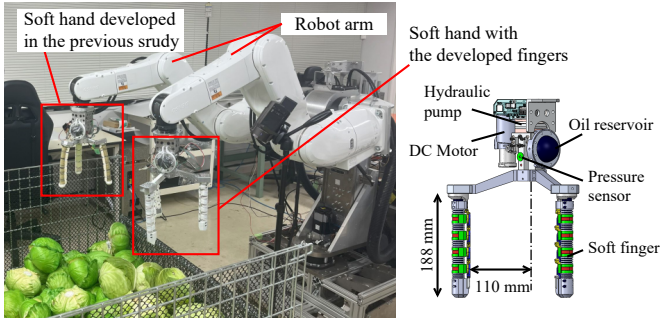 Soft hand developed
in the previous srudy
Robot arm
Soft hand with
the developed fingers
Hydraulic
pump
Oil reservoir
DC Motor
Pressure
sensor
188 mm
Soft finger
110 mm